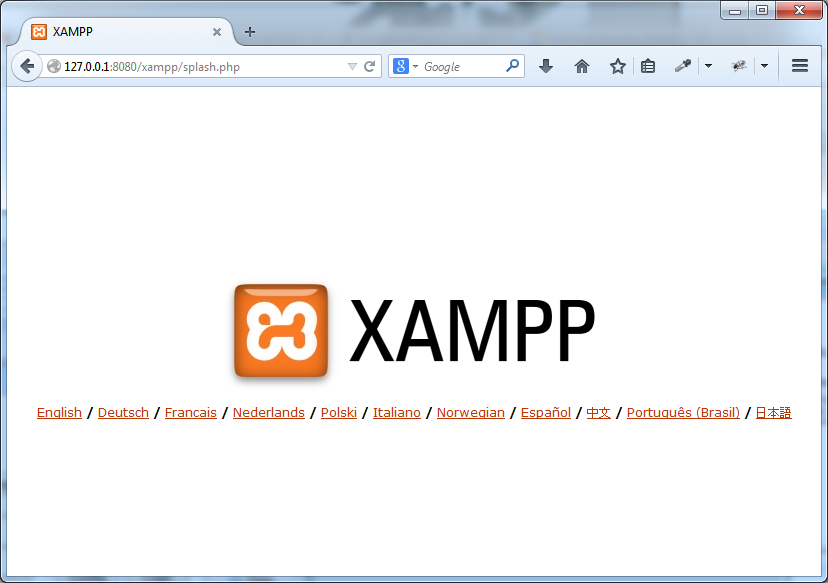 XAMPP
127.0.0.1:8080/xampp/splash.php
Google
XAMPP
English / Deutsch / Francais / Nederlands / Polski / Italiano / Norwegian / Español / 中文 / Português (Brasil) / 日本語